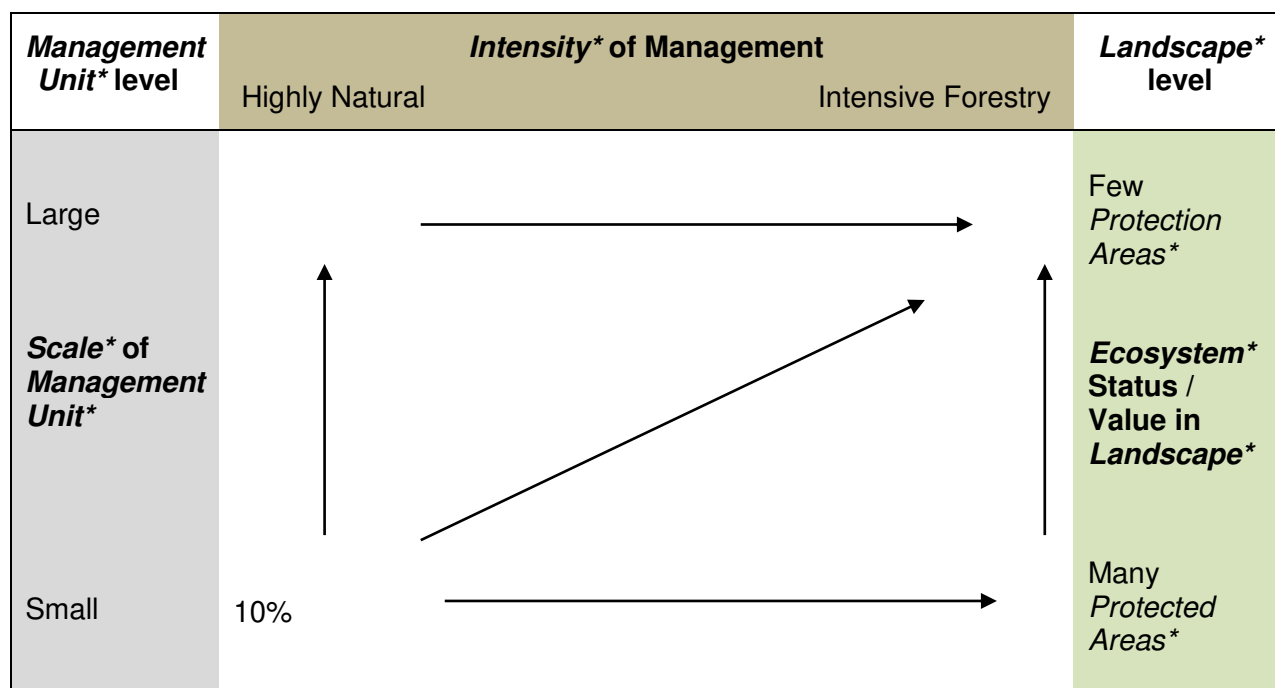 Management
Unit* level
Intensity* of Management
Highly Natural
Intensive Forestry
Landscape*
level
Large
Scale* of
Management
Unit*
Small
10%
Few
Protection
Areas*
Ecosystem*
Status /
Value in
Landscape*
Many
Protected
Areas*